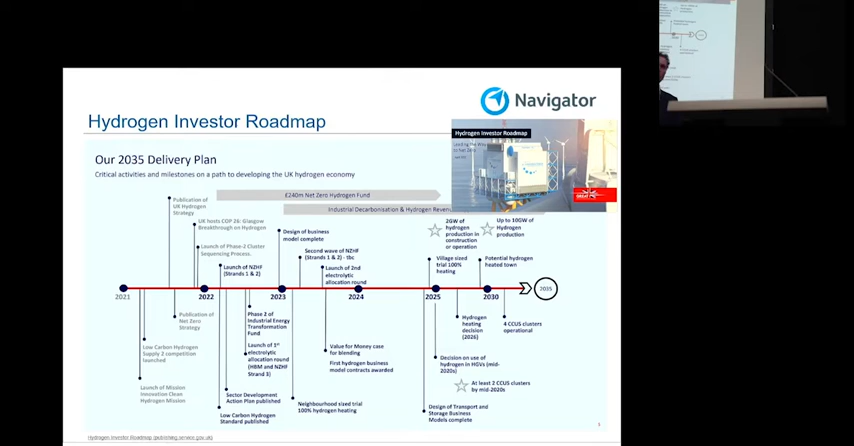 Navigator
Hydrogen Investor Roadmap
Hydrogen Investor Roadmap
Our 2035 Delivery Plan
Critical activities and milestones on a path to developing the UK hydrogen economy
£240m Net Zero Hydrogen Fund
Industrial Decarbonisation & Hydrogen
Publication of
UK Hydrogen
Strategy
UK hosts COP 26: Glasgow
Breakthrough on Hydrogen
Launch of Phase-2 Cluster
Sequencing Process.
Launch of NZHF
(Strands 1 & 2)
Design of business
model complete
Second wave of NZHF
(Strands 1 & 2) - tbc
Launch of 2nd
electrolytic
allocation round
2GW of
hydrogen
production in
construction
or operation
Up to 10GW of
Hydrogen
production
Village sized
trial 100%
heating
Potential hydrogen
heated town
2021
2022
2023
2024
2025
2030
2035
Publication of
Net Zero
Strategy
Low Carbon Hydrogen
Supply 2 competition
launched
Launch of Mission
Innovation Clean
Hydrogen Mission
Phase 2 of
Industrial Energy
Transformation
Fund
Launch of 1st
electrolytic
allocation round
(HBM and NZHF
Strand 3)
Sector Development
Action Plan published
Low Carbon Hydrogen
Standard published
Neighbourhood sized trial
100% hydrogen heating
Value for Money case
for blending
First hydrogen business
model contracts awarded
Hydrogen
heating
decision
(2026)
4 CCUS clusters
operational
Decision on use of
hydrogen in HGVs (mid-
2020s)
At least 2 CCUS clusters
by mid-2020s
Design of Transport and
Storage Business
Models complete
Hydrogen Investor Roadmap (publishing.service.gov.uk)